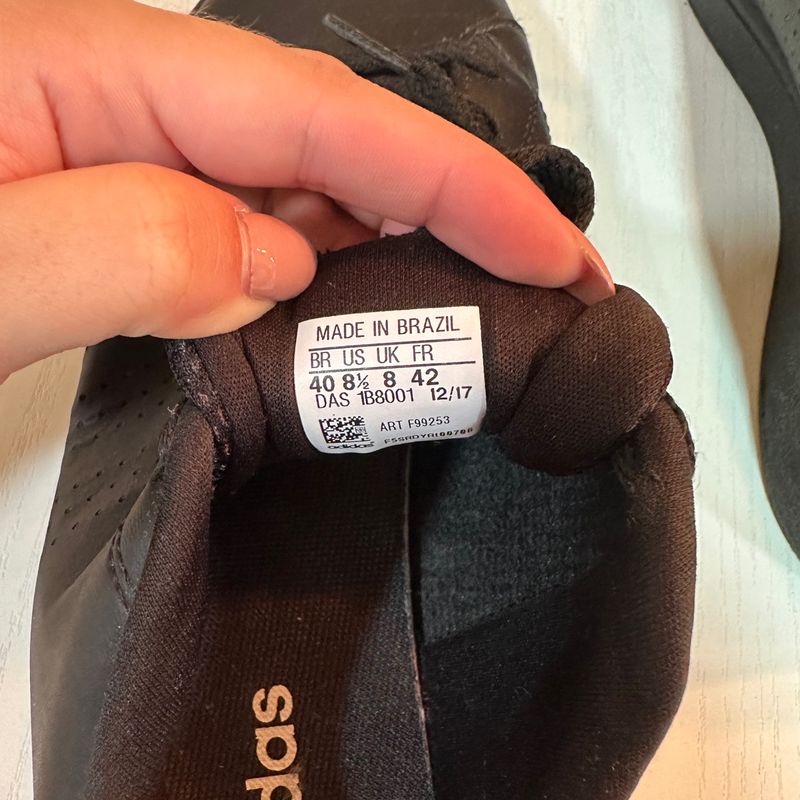 MADE IN BRAZIL
BR US UK FR
40 8½ 8 42
DAS 1B8001 12/17
ART F99253
adidas
das